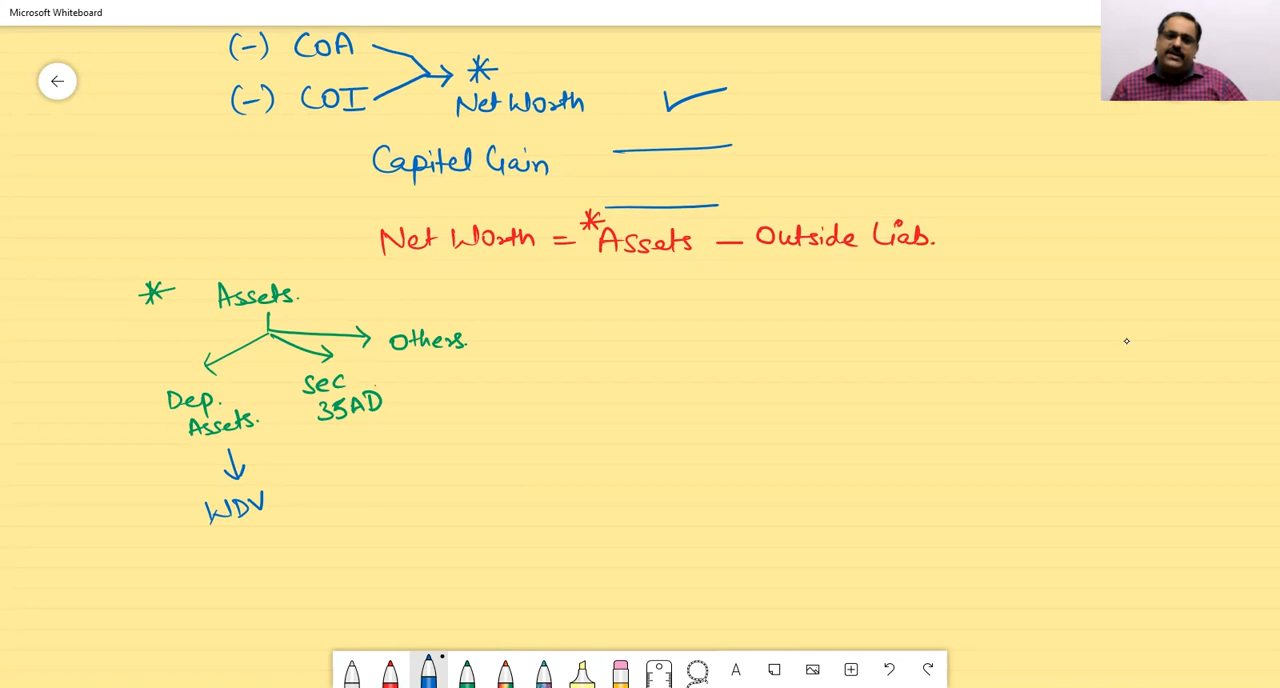 Microsoft Whiteboard
(-) COA
(-) COI
* Net Worth ✓
Capitel Gain
Net Worth = *Assets – Outside Liab.
* Assets.
Others.
Sec 35AD
Dep. Assets.
WDV
A